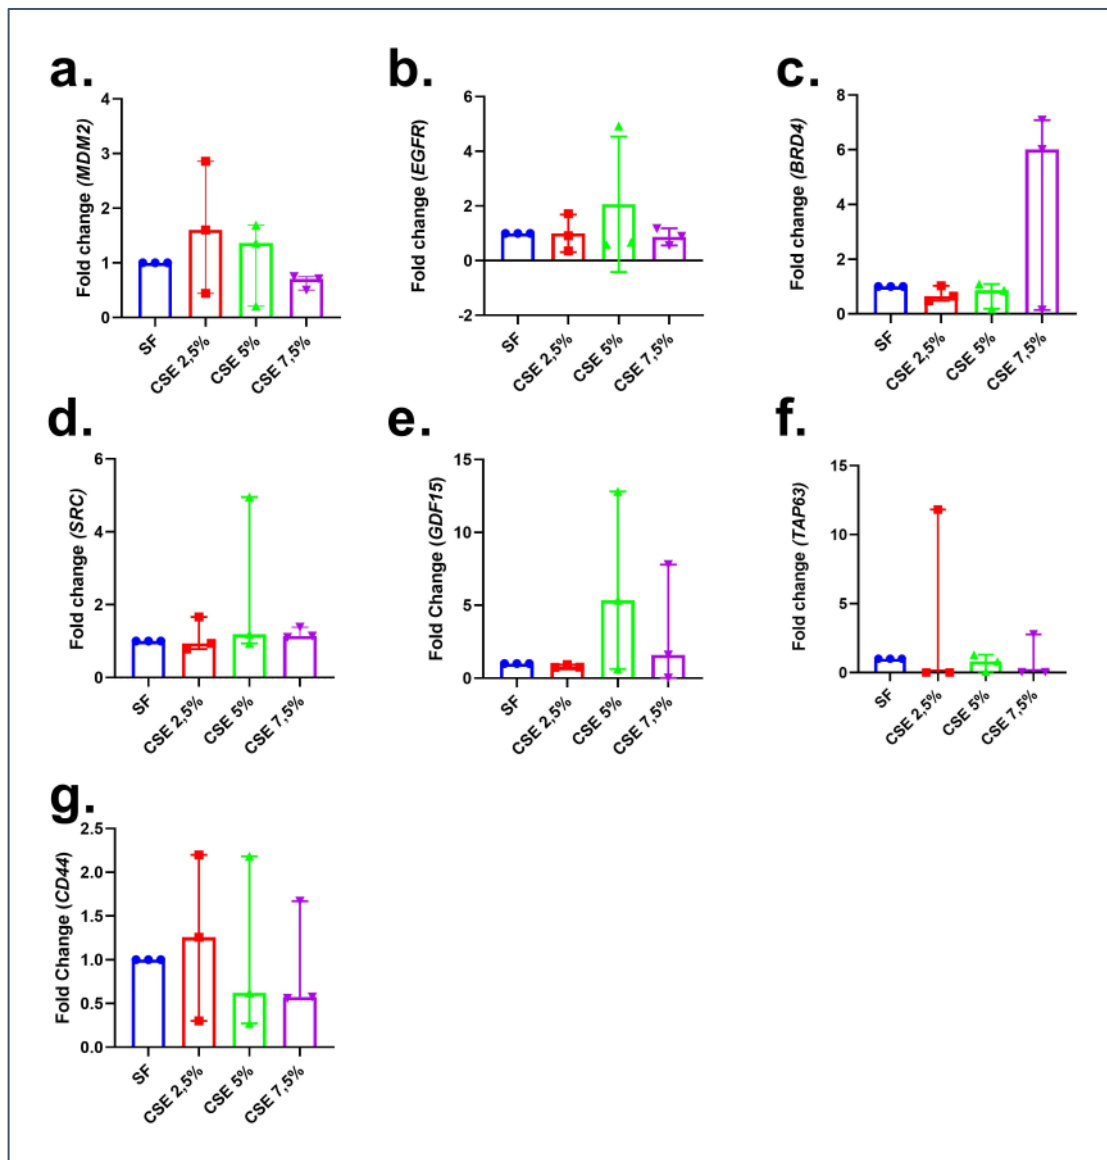 a.
Fold change (MDM2)
4
3
2
1
0
SF
CSE 2,5%
CSE 5%
CSE 7,5%
b.
Fold change (EGFR)
6
4
2
0
-2
SF
CSE 2,5%
CSE 5%
CSE 7,5%
c.
Fold change (BRD4)
8
6
4
2
0
SF
CSE 2,5%
CSE 5%
CSE 7,5%
d.
Fold change (SRC)
6
4
2
0
SF
CSE 2,5%
CSE 5%
CSE 7,5%
e.
Fold Change (GDF15)
15
10
5
0
SF
CSE 2,5%
CSE 5%
CSE 7,5%
f.
Fold change (TAP63)
15
10
5
0
SF
CSE 2,5%
CSE 5%
CSE 7,5%
g.
Fold Change (CD44)
2.5
2.0
1.5
1.0
0.5
0.0
SF
CSE 2,5%
CSE 5%
CSE 7,5%